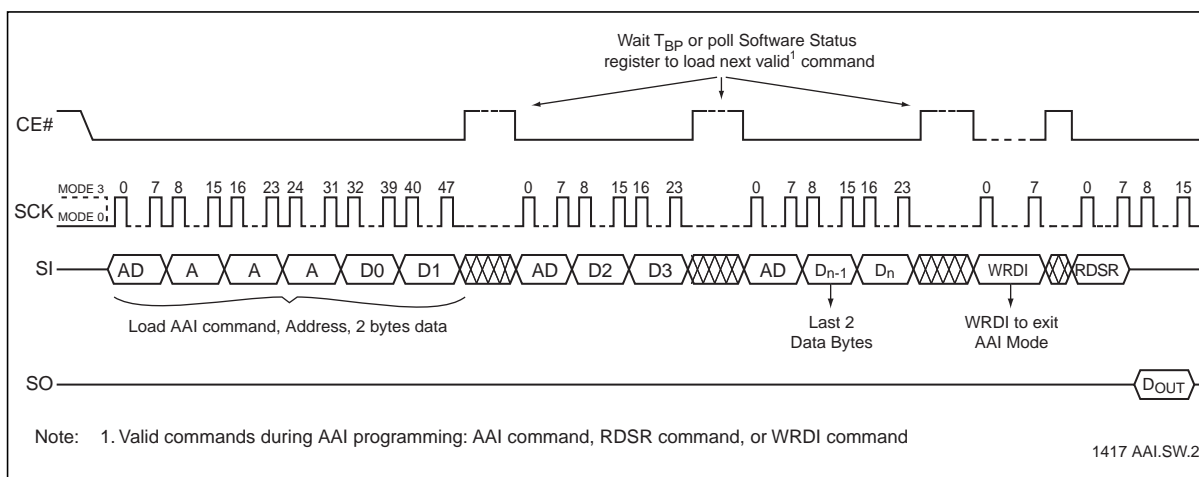 Wait TBP or poll Software Status
register to load next valid1 command
CE#
MODE 3
0 7 8 15 16 23 24 31 32 39 40 47 0 7 8 15 16 23 0 7 8 15 16 23 0 7 0 7 8 15
SCK
MODE 0
SI
AD A A A D0 D1 AD D2 D3 AD Dn-1 Dn WRDI RDSR
Load AAI command, Address, 2 bytes data
Last 2
Data Bytes
WRDI to exit
AAI Mode
SO
DOUT
Note: 1. Valid commands during AAI programming: AAI command, RDSR command, or WRDI command
1417 AAI.SW.2